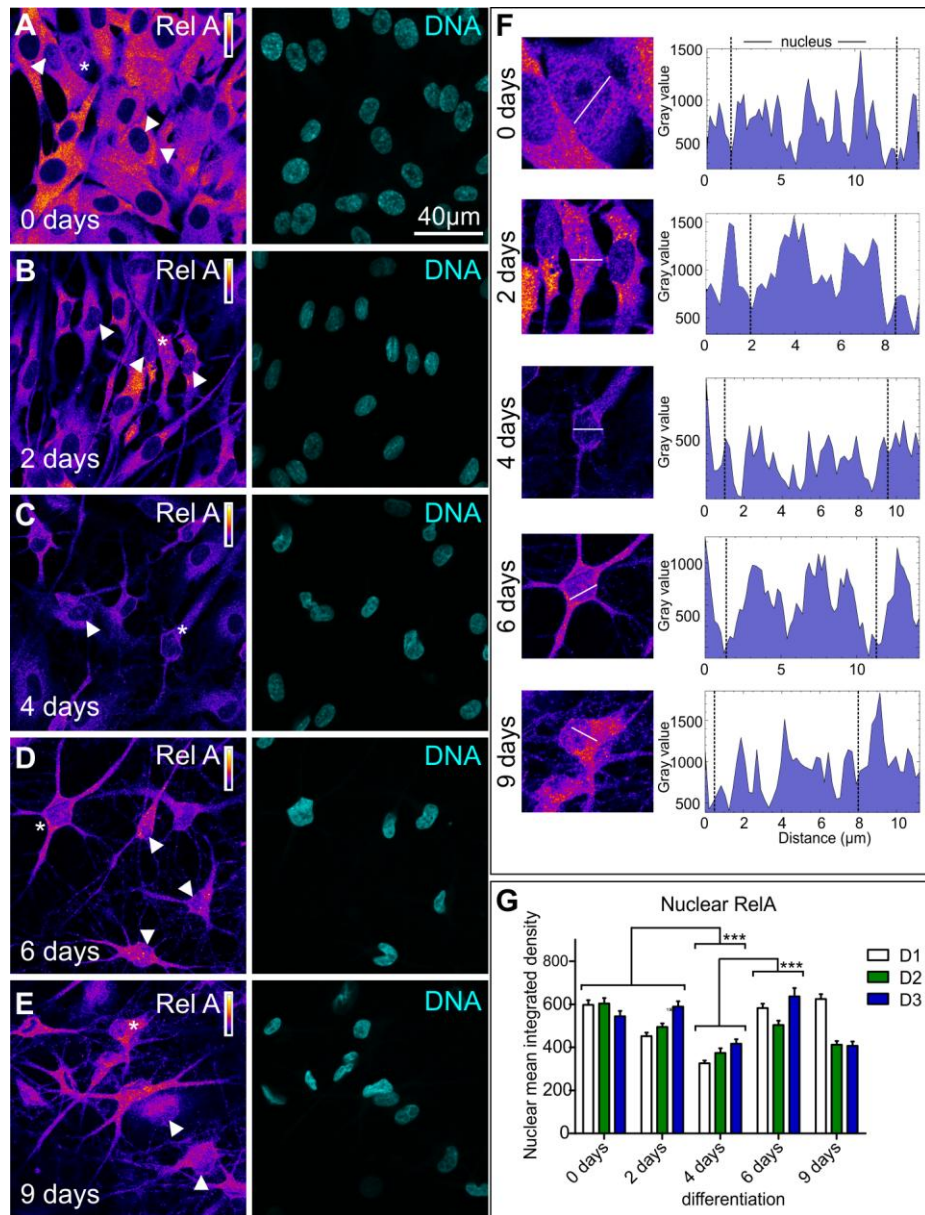 A
Rel A
*
0 days
DNA
40µm
B
Rel A
*
2 days
DNA
C
Rel A
*
4 days
DNA
D
Rel A
*
6 days
DNA
E
Rel A
*
9 days
DNA
F
0 days
Gray value
1500
1000
500
nucleus
0 5 10
2 days
Gray value
1500
1000
500
0 2 4 6 8
4 days
Gray value
500
0 2 4 6 8 10
6 days
Gray value
1000
500
0 5 10
9 days
Gray value
1500
1000
500
0 2 4 6 8 10
Distance (µm)
G
Nuclear RelA
Nuclear mean integrated density
800
600
400
200
0
***
***
D1
D2
D3
0 days
2 days
4 days
6 days
9 days
differentiation